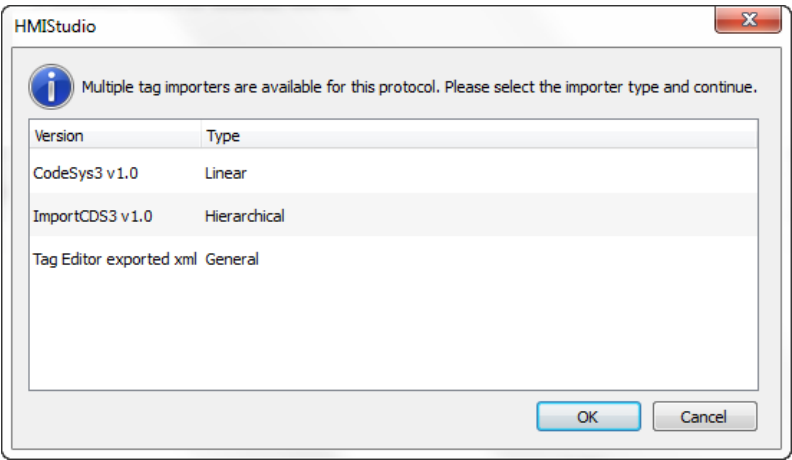 HMIStudio
Multiple tag importers are available for this protocol. Please select the importer type and continue.
Version Type
CodeSys3 v1.0 Linear
ImportCDS3 v1.0 Hierarchical
Tag Editor exported xml General
OK Cancel